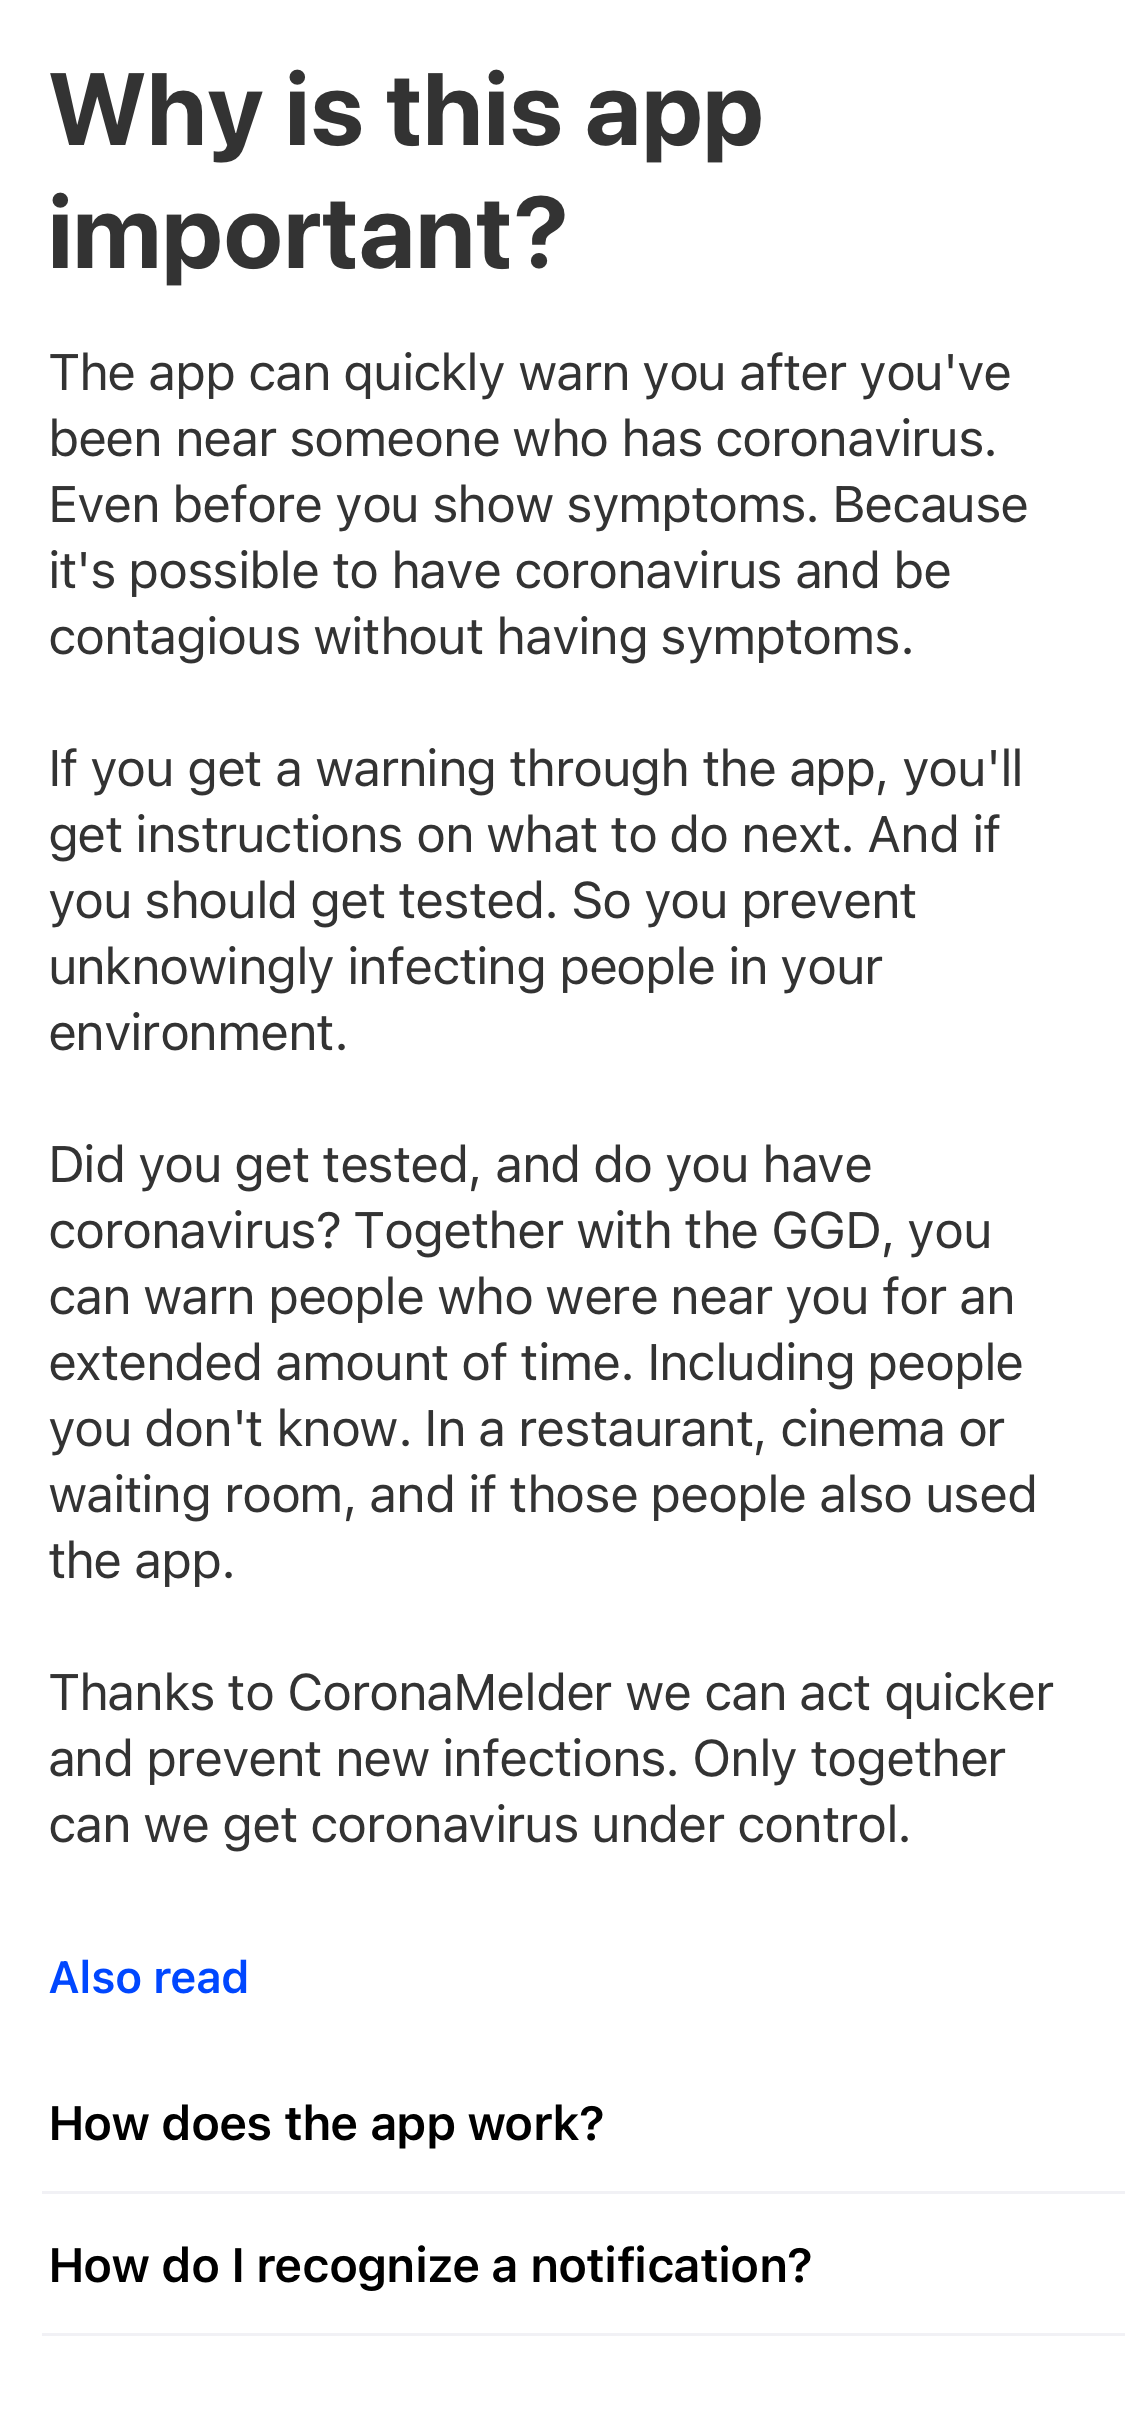 Why is this app
important?
The app can quickly warn you after you've
been near someone who has coronavirus.
Even before you show symptoms. Because
it's possible to have coronavirus and be
contagious without having symptoms.
If you get a warning through the app, you'll
get instructions on what to do next. And if
you should get tested. So you prevent
unknowingly infecting people in your
environment.
Did you get tested, and do you have
coronavirus? Together with the GGD, you
can warn people who were near you for an
extended amount of time. Including people
you don't know. In a restaurant, cinema or
waiting room, and if those people also used
the app.
Thanks to CoronaMelder we can act quicker
and prevent new infections. Only together
can we get coronavirus under control.
Also read
How does the app work?
How do I recognize a notification?